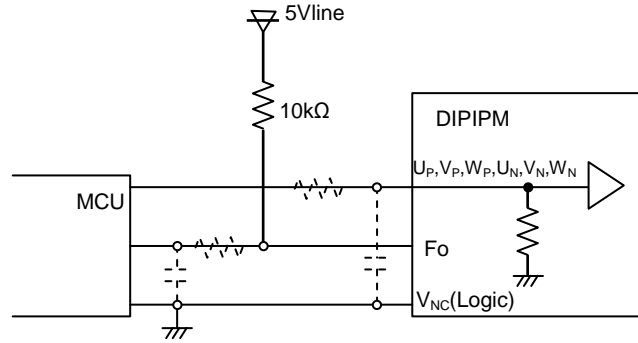 5Vline
10kΩ
DIPIPM
UP,VP,WP,UN,VN,WN
MCU
Fo
VNC(Logic)